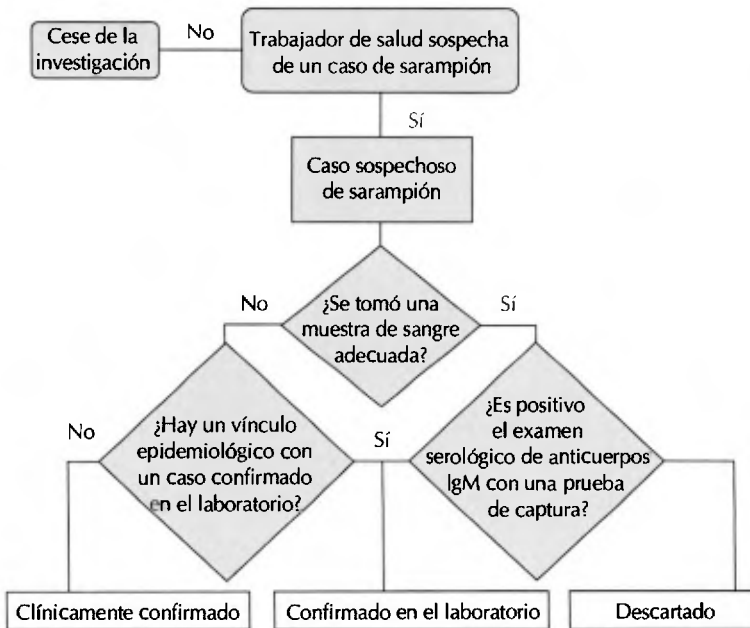 Cese de la
investigación
No
Trabajador de salud sospecha
de un caso de sarampión
Sí
Caso sospechoso
de sarampión
No
¿Se tomó una
muestra de sangre
adecuada?
Sí
No
¿Hay un vínculo
epidemiológico con
un caso confirmado
en el laboratorio?
Sí
¿Es positivo
el examen
serológico de anticuerpos
IgM con una prueba
de captura?
Clínicamente confirmado
Confirmado en el laboratorio
Descartado